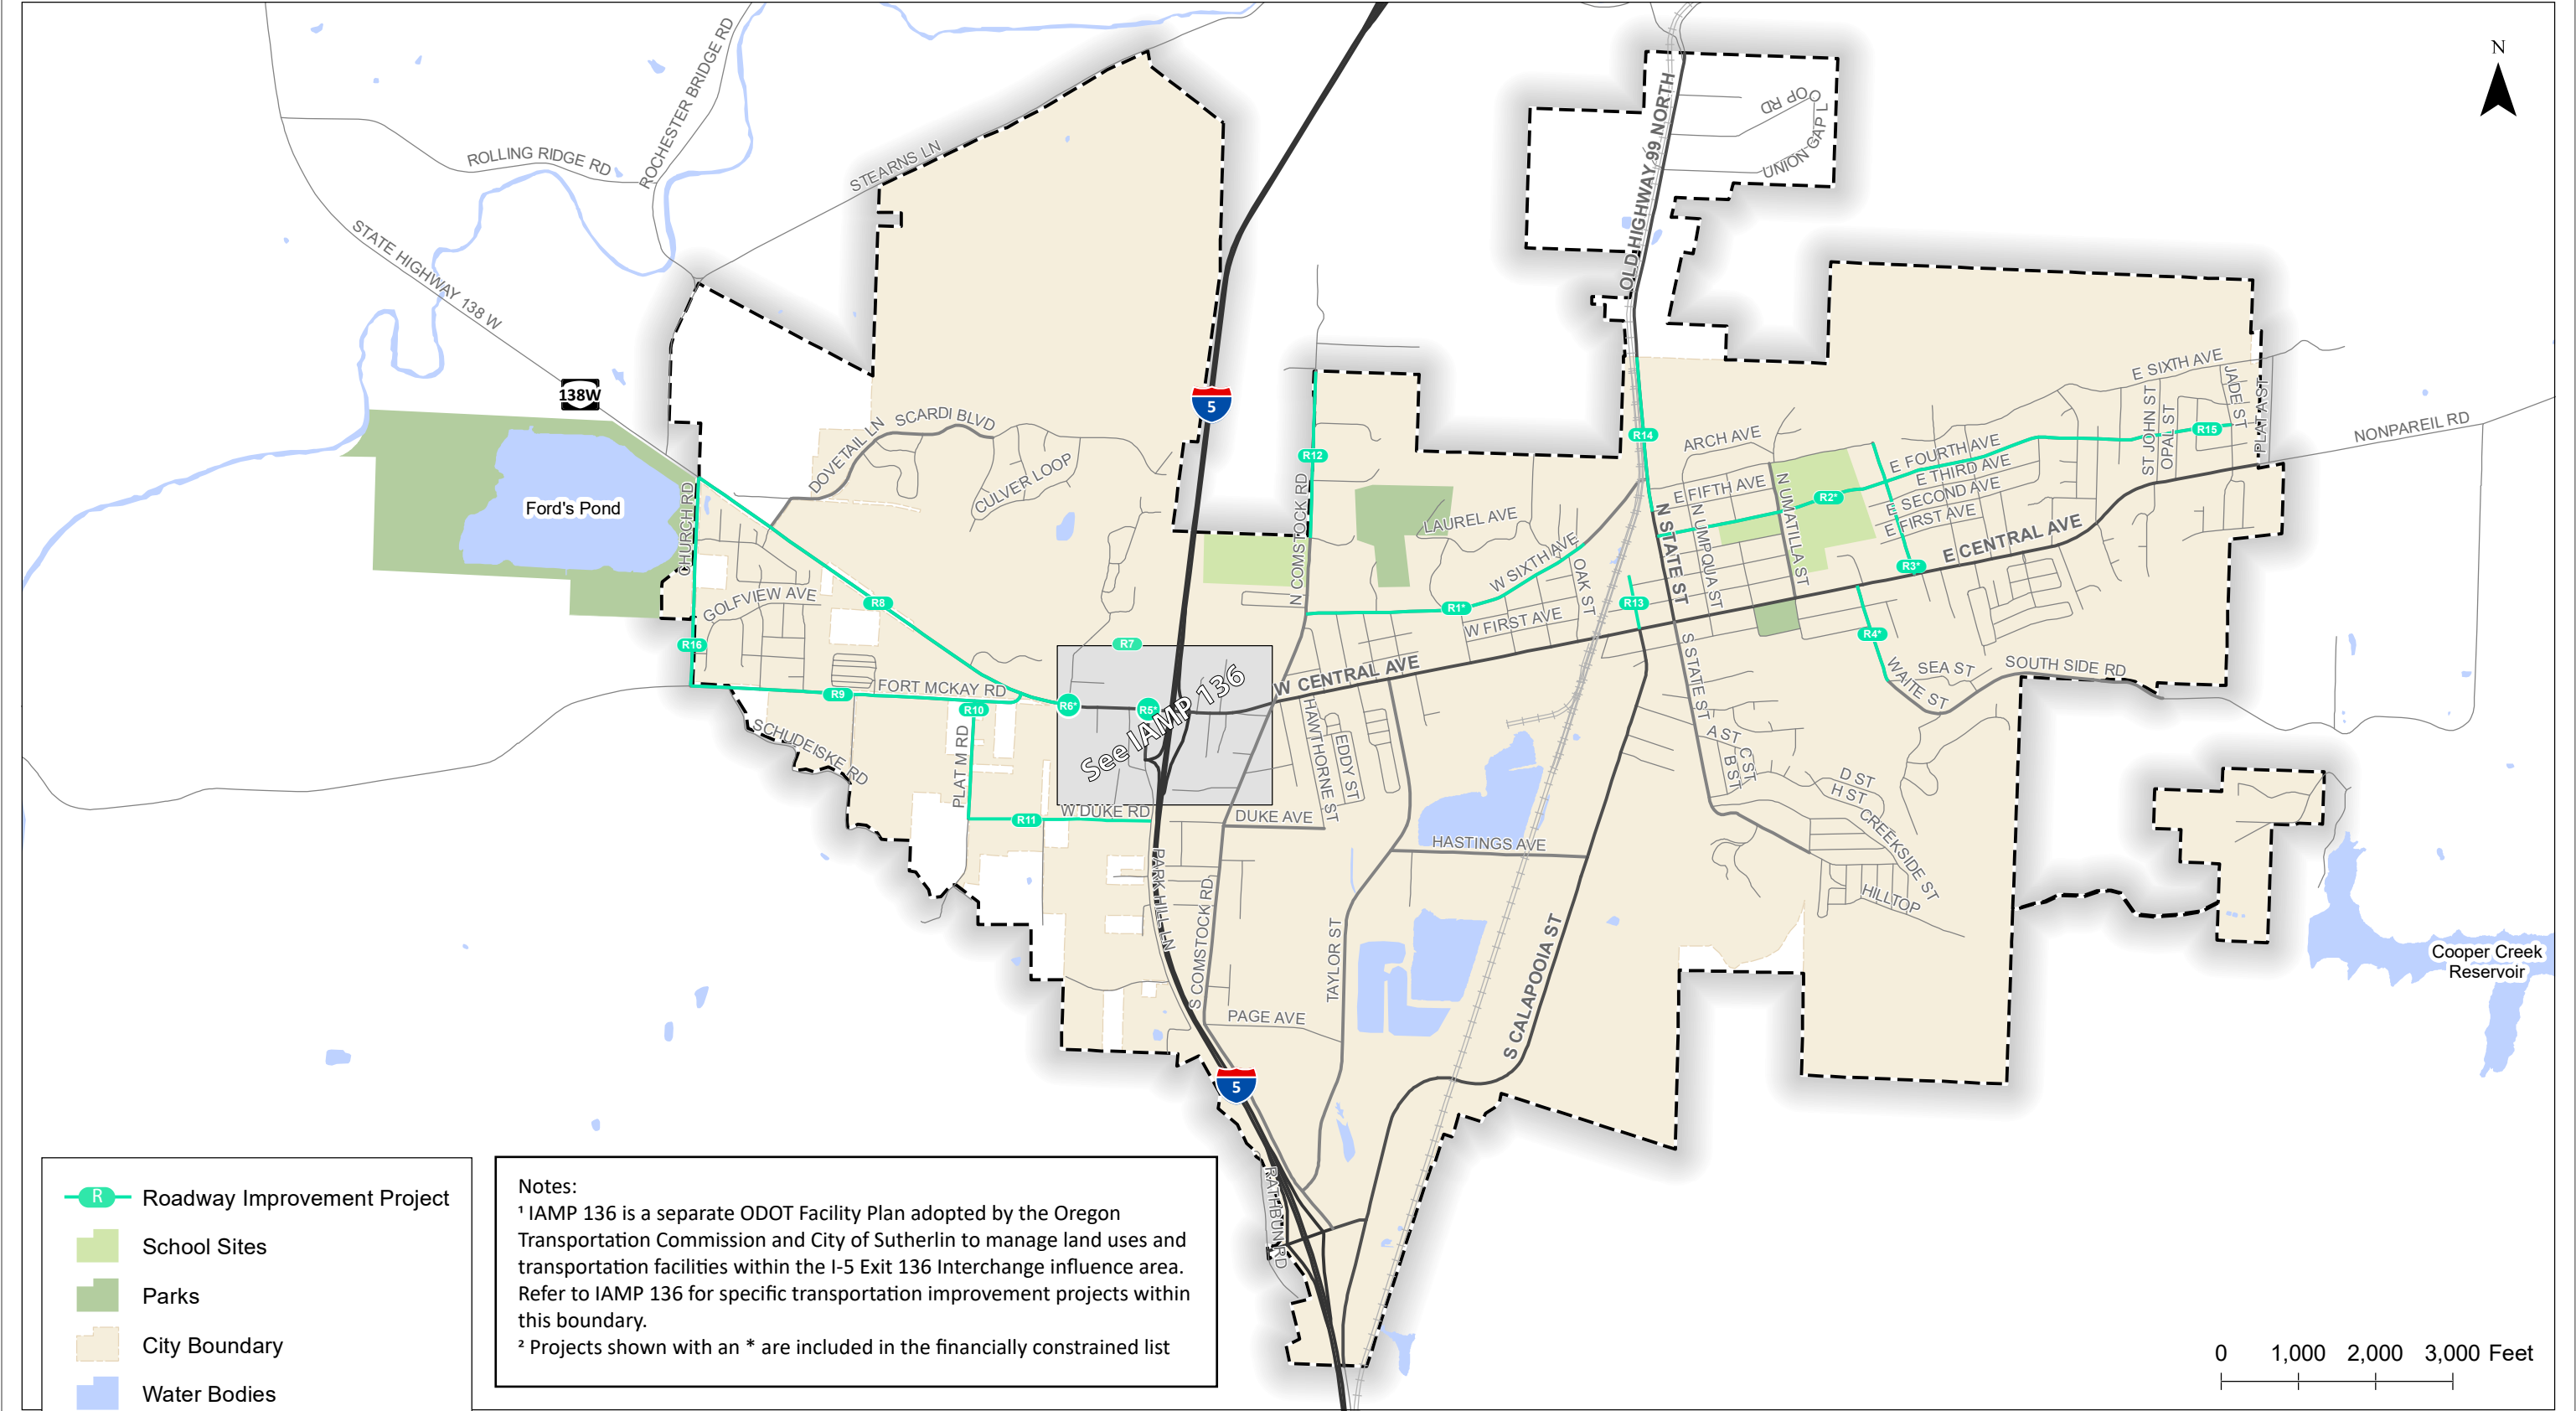 N
ROCHESTER BRIDGE RD
ROLLING RIDGE RD
STEARNS LN
STATE HIGHWAY 138 W
138W
OLD HIGHWAY 99 NORTH
OOP RD
UNION GAP L
5
Ford's Pond
CHURCH RD
DOVETAIL LN
SCARDI BLVD
CULVER LOOP
GOLFVIEW AVE
R8
R16
R9
FORT MCKAY RD
R10
R7
R6*
R5*
See IAMP 136
SCHUDEISKE RD
PLAT M RD
R11
W DUKE RD
R12
N COMSTOCK RD
LAUREL AVE
W SIXTH AVE
R1*
W FIRST AVE
OAK ST
R13
W CENTRAL AVE
R14
ARCH AVE
E FIFTH AVE
N STATE ST
N UMPQUA ST
N UMATILLA ST
R2*
E FOURTH AVE
E THIRD AVE
E SECOND AVE
E FIRST AVE
R3*
E CENTRAL AVE
E SIXTH AVE
ST JOHN ST
OPAL ST
R15
JADE ST
PLAT A ST
NONPAREIL RD
R4*
WAITE ST
SEA ST
SOUTH SIDE RD
S STATE ST
A ST
B ST
C ST
D ST
H ST
CREEKSIDE ST
HILLTOP
HAWTHORNE ST
EDDY ST
DUKE AVE
HASTINGS AVE
PARK HILL LN
S COMSTOCK RD
TAYLOR ST
PAGE AVE
S CALAPOOIA ST
5
RATHBUN RD
Cooper Creek
Reservoir
R Roadway Improvement Project
School Sites
Parks
City Boundary
Water Bodies
Notes:
¹ IAMP 136 is a separate ODOT Facility Plan adopted by the Oregon
Transportation Commission and City of Sutherlin to manage land uses and
transportation facilities within the I-5 Exit 136 Interchange influence area.
Refer to IAMP 136 for specific transportation improvement projects within
this boundary.
² Projects shown with an * are included in the financially constrained list
0 1,000 2,000 3,000 Feet